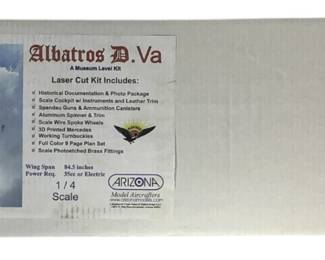 Albatros D.Va
A Museum Level Kit
Laser Cut Kit Includes:
• Historical Documentation & Photo Package
• Scale Cockpit w/ Instruments and Leather Trim
• Spandau Guns & Ammunition Canisters
• Aluminum Spinner & Trim
• Scale Wire Spoke Wheels
• 3D Printed Mercedes
• Working Turnbuckles
• Full Color 9 Page Plan Set
• Scale Photoetched Brass Fittings
Wing Span 84.5 inches
Power Req. 35cc or Electric
1/4
Scale
ARIZONA
Model Aircrafters
www.arizonamodels.com